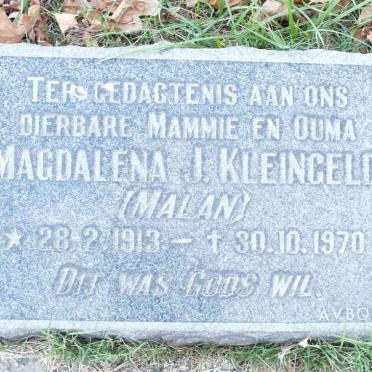 TER GEDAGTENIS AAN ONS
DIERBARE MAMMIE EN OUMA
MAGDALENA J. KLEINGELD
(MALAN)
* 28.2.1913 — † 30.10.1970
DIT WAS GODS WIL.
A.V.BO